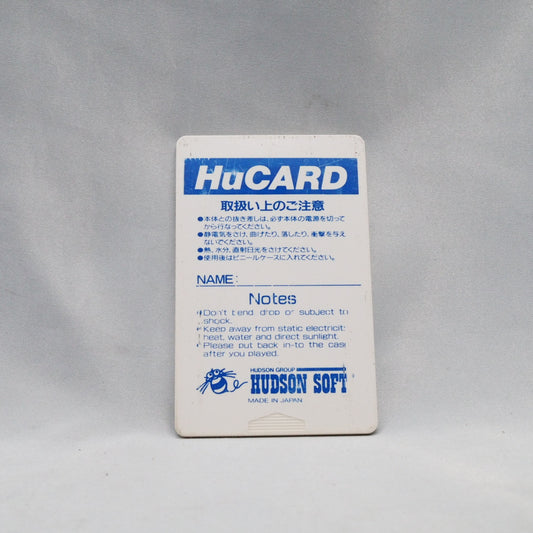 HuCARD
取扱い上のご注意
●本体との抜き差しは、必ず本体の電源を切って
から行なってください。
●静電気をさけ、曲げたり、落したり、衝撃を与え
ないでください。
●熱、水分、直射日光をさけてください。
●使用後はビニールケースに入れてください。
NAME:
Notes
●Don't bend drop or subject to
shock.
●Keep away from static electricit
heat, water and direct sunlight.
●Please put back in-to the case
after you played.
HUDSON GROUP
HUDSON SOFT
MADE IN JAPAN